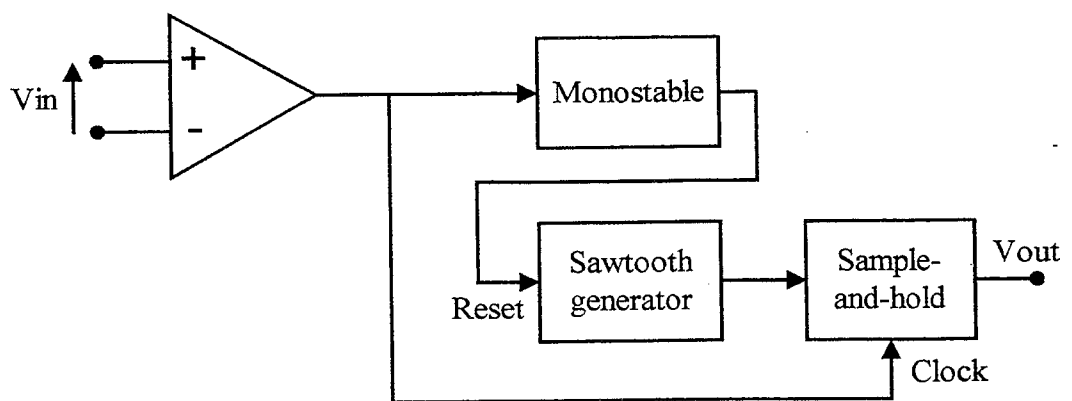 +
Vin
-
Monostable
Sawtooth
generator
Reset
Sample-
and-hold
Vout
Clock